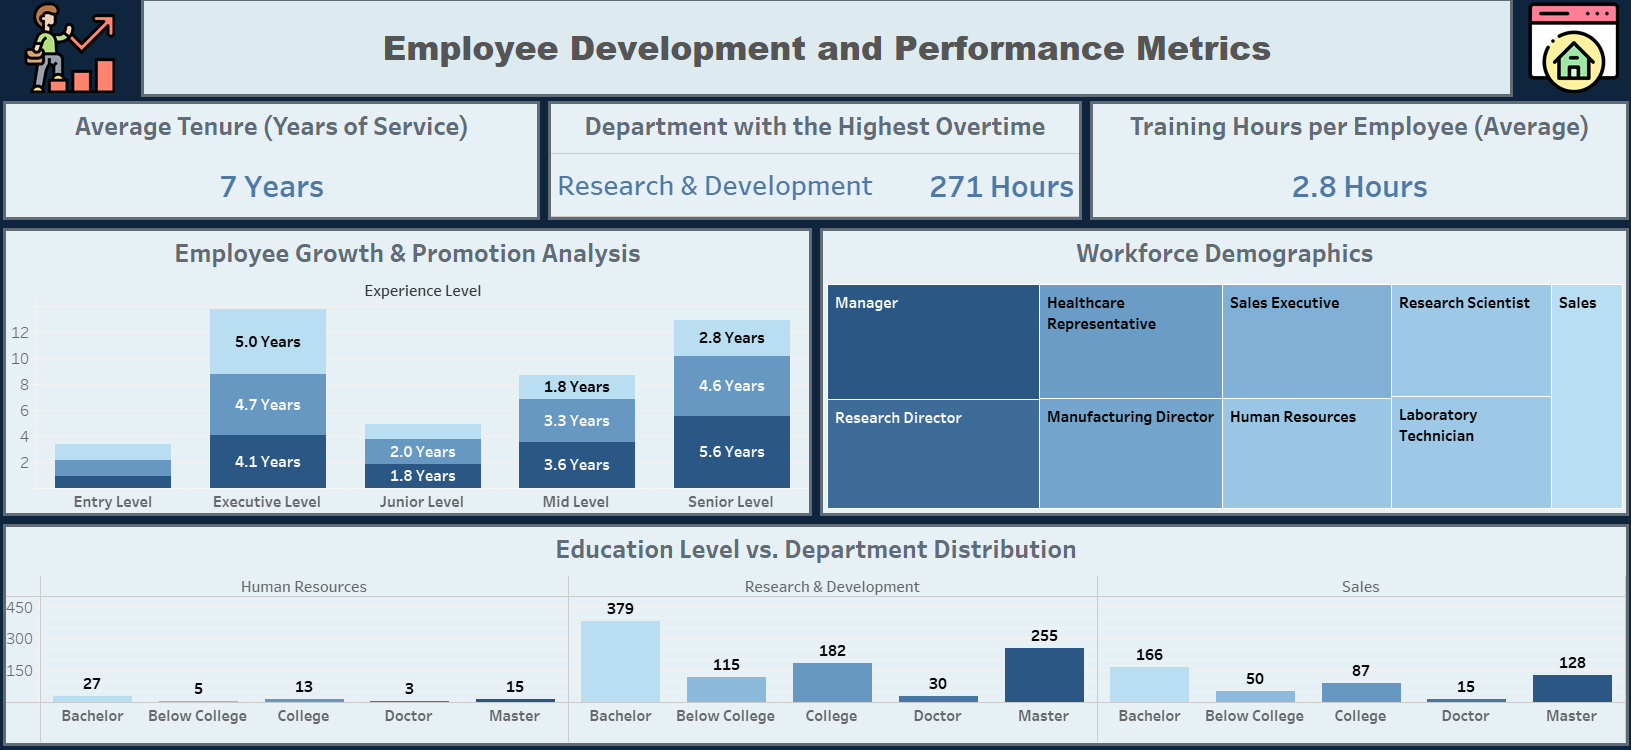 Employee Development and Performance Metrics
Average Tenure (Years of Service)
7 Years
Department with the Highest Overtime
Research & Development 271 Hours
Training Hours per Employee (Average)
2.8 Hours
Employee Growth & Promotion Analysis
Experience Level
12
10
8
6
4
2
5.0 Years
4.7 Years
4.1 Years
2.0 Years
1.8 Years
1.8 Years
3.3 Years
3.6 Years
2.8 Years
4.6 Years
5.6 Years
Entry Level Executive Level Junior Level Mid Level Senior Level
Workforce Demographics
Manager
Research Director
Healthcare
Representative
Manufacturing Director
Sales Executive
Human Resources
Research Scientist
Laboratory
Technician
Sales
Education Level vs. Department Distribution
Human Resources Research & Development Sales
450
300
150
27 5 13 3 15
379 115 182 30 255
166 50 87 15 128
Bachelor Below College College Doctor Master Bachelor Below College College Doctor Master Bachelor Below College College Doctor Master